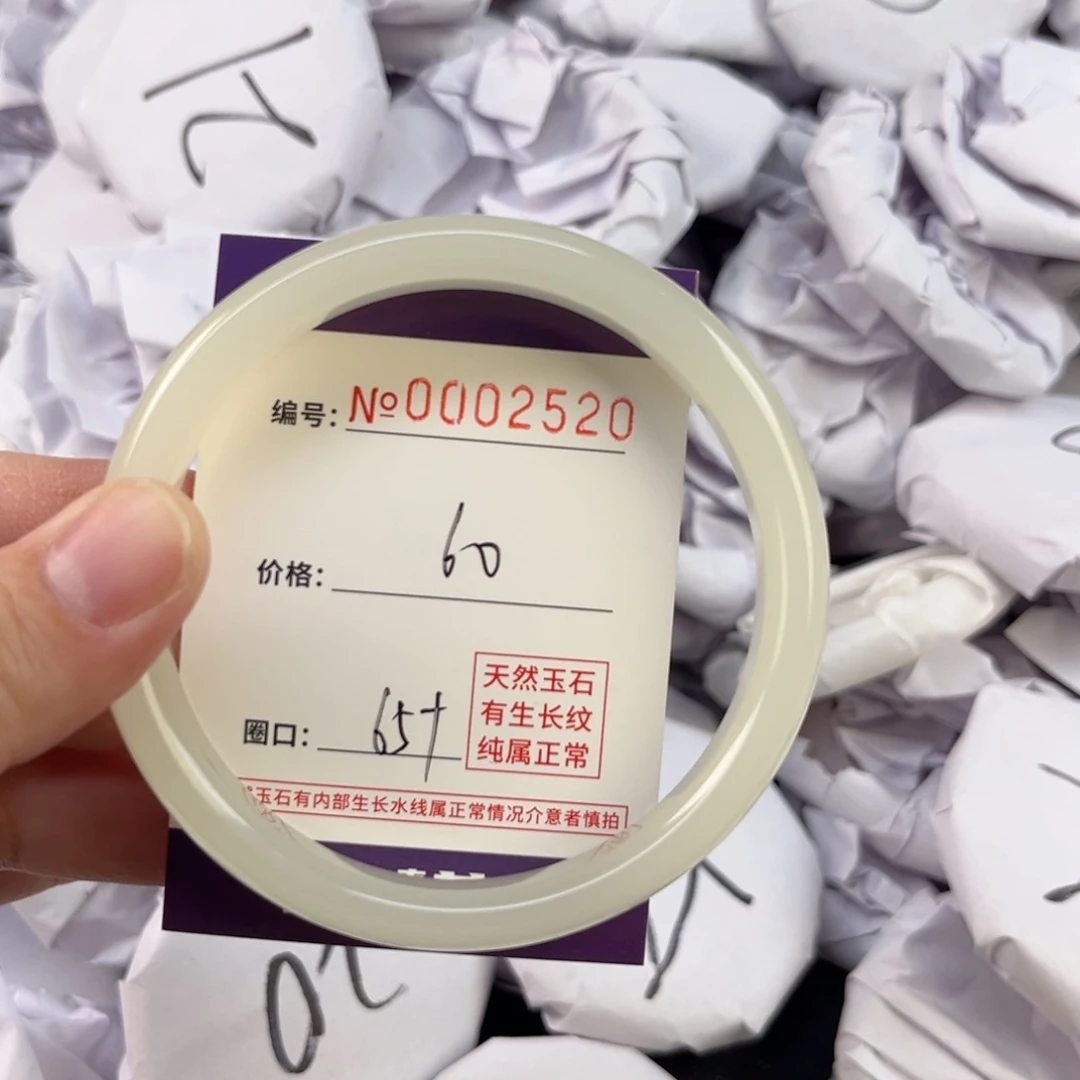 编号: №0002520
价格: 60
圈口: 65+
天然玉石
有生长纹
纯属正常
玉石有内部生长水线属正常情况介意者慎拍